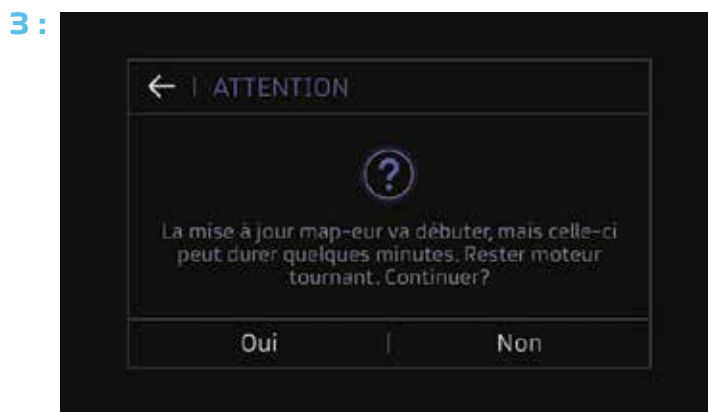 3 :
← | ATTENTION
?
La mise à jour map-eur va débuter, mais celle-ci
peut durer quelques minutes. Rester moteur
tournant. Continuer?
Oui | Non